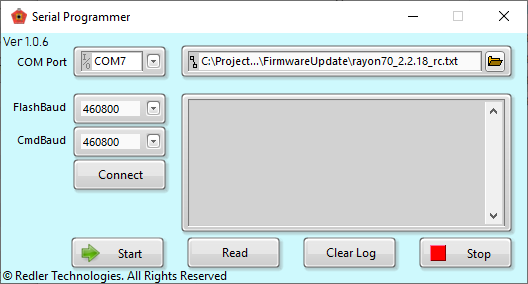 Serial Programmer
Ver 1.0.6
COM Port
I/O
COM7
C:\Project...\FirmwareUpdate\rayon70_2.2.18_rc.txt
FlashBaud
460800
CmdBaud
460800
Connect
Start
Read
Clear Log
Stop
© Redler Technologies. All Rights Reserved